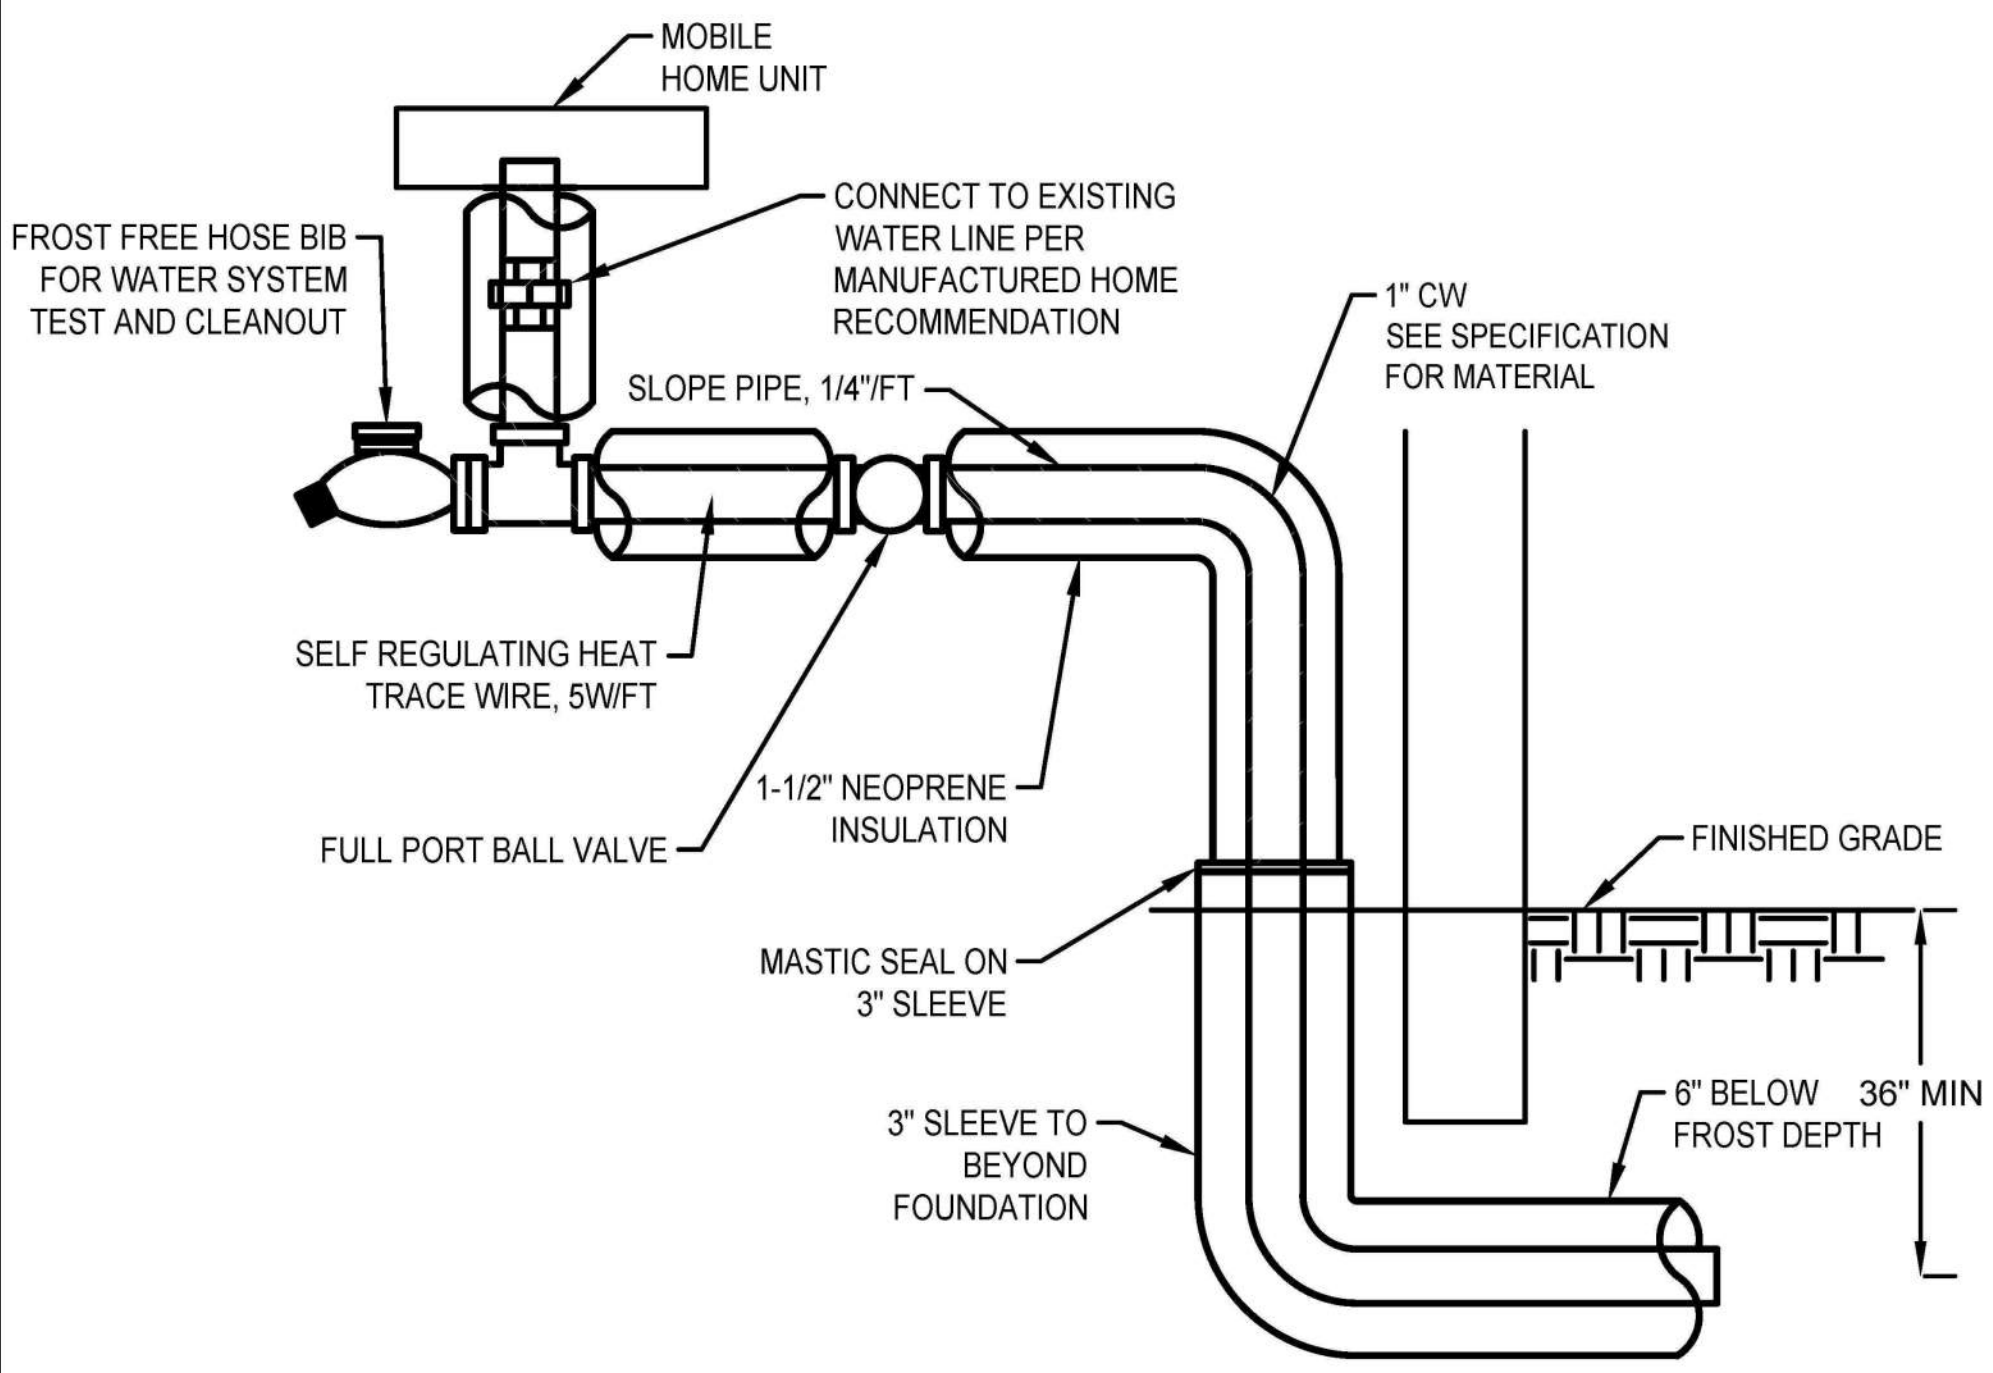 MOBILE
HOME UNIT
CONNECT TO EXISTING
WATER LINE PER
MANUFACTURED HOME
RECOMMENDATION
FROST FREE HOSE BIB
FOR WATER SYSTEM
TEST AND CLEANOUT
1" CW
SEE SPECIFICATION
FOR MATERIAL
SLOPE PIPE, 1/4"/FT
SELF REGULATING HEAT
TRACE WIRE, 5W/FT
1-1/2" NEOPRENE
INSULATION
FULL PORT BALL VALVE
FINISHED GRADE
MASTIC SEAL ON
3" SLEEVE
6" BELOW
FROST DEPTH
36" MIN
3" SLEEVE TO
BEYOND
FOUNDATION